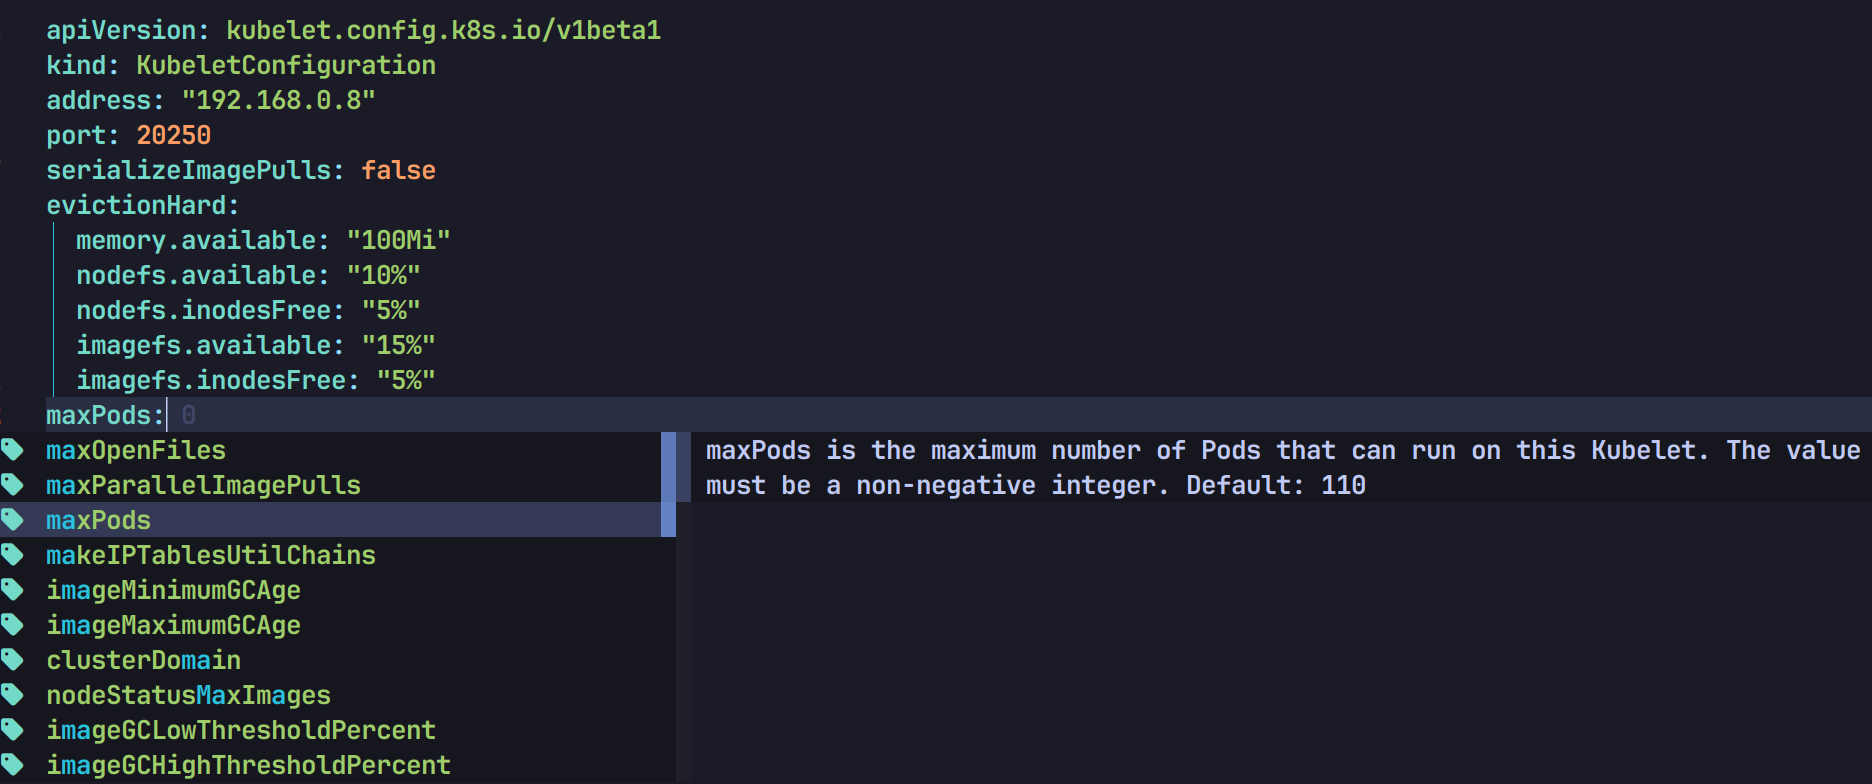 apiVersion: kubelet.config.k8s.io/v1beta1
kind: KubeletConfiguration
address: "192.168.0.8"
port: 20250
serializeImagePulls: false
evictionHard:
  memory.available: "100Mi"
  nodefs.available: "10%"
  nodefs.inodesFree: "5%"
  imagefs.available: "15%"
  imagefs.inodesFree: "5%"
maxPods: 0
maxOpenFiles
maxParallelImagePulls
maxPods
makeIPTablesUtilChains
imageMinimumGCAge
imageMaximumGCAge
clusterDomain
nodeStatusMaxImages
imageGCLowThresholdPercent
imageGCHighThresholdPercent
maxPods is the maximum number of Pods that can run on this Kubelet. The value
must be a non-negative integer. Default: 110